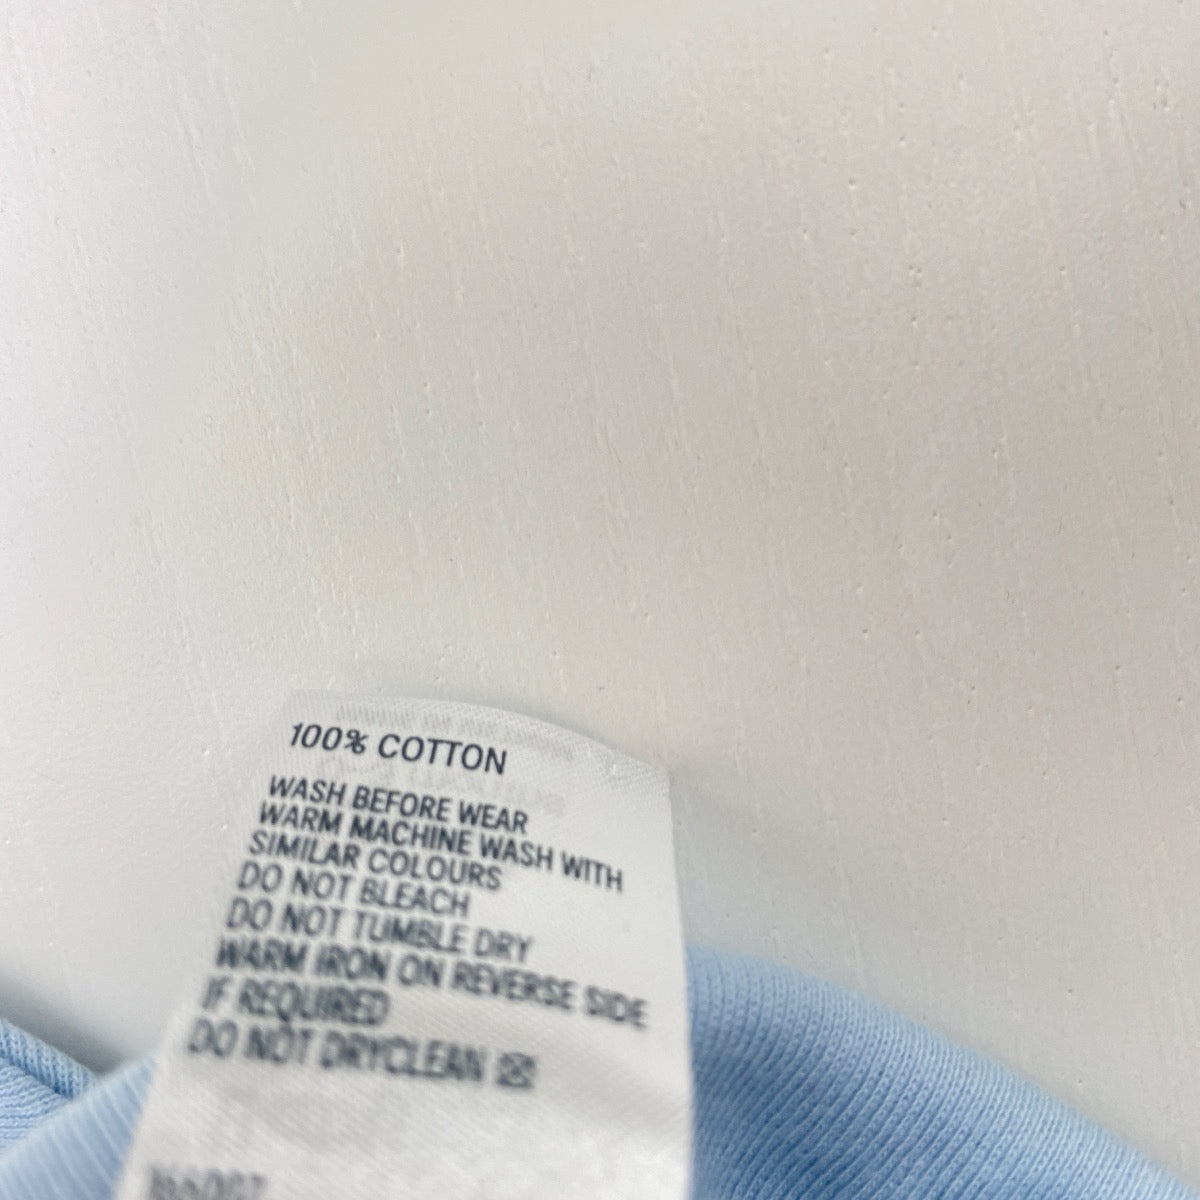 100% COTTON
WASH BEFORE WEAR
WARM MACHINE WASH WITH
SIMILAR COLOURS
DO NOT BLEACH
DO NOT TUMBLE DRY
WARM IRON ON REVERSE SIDE
IF REQUIRED
DO NOT DRYCLEAN